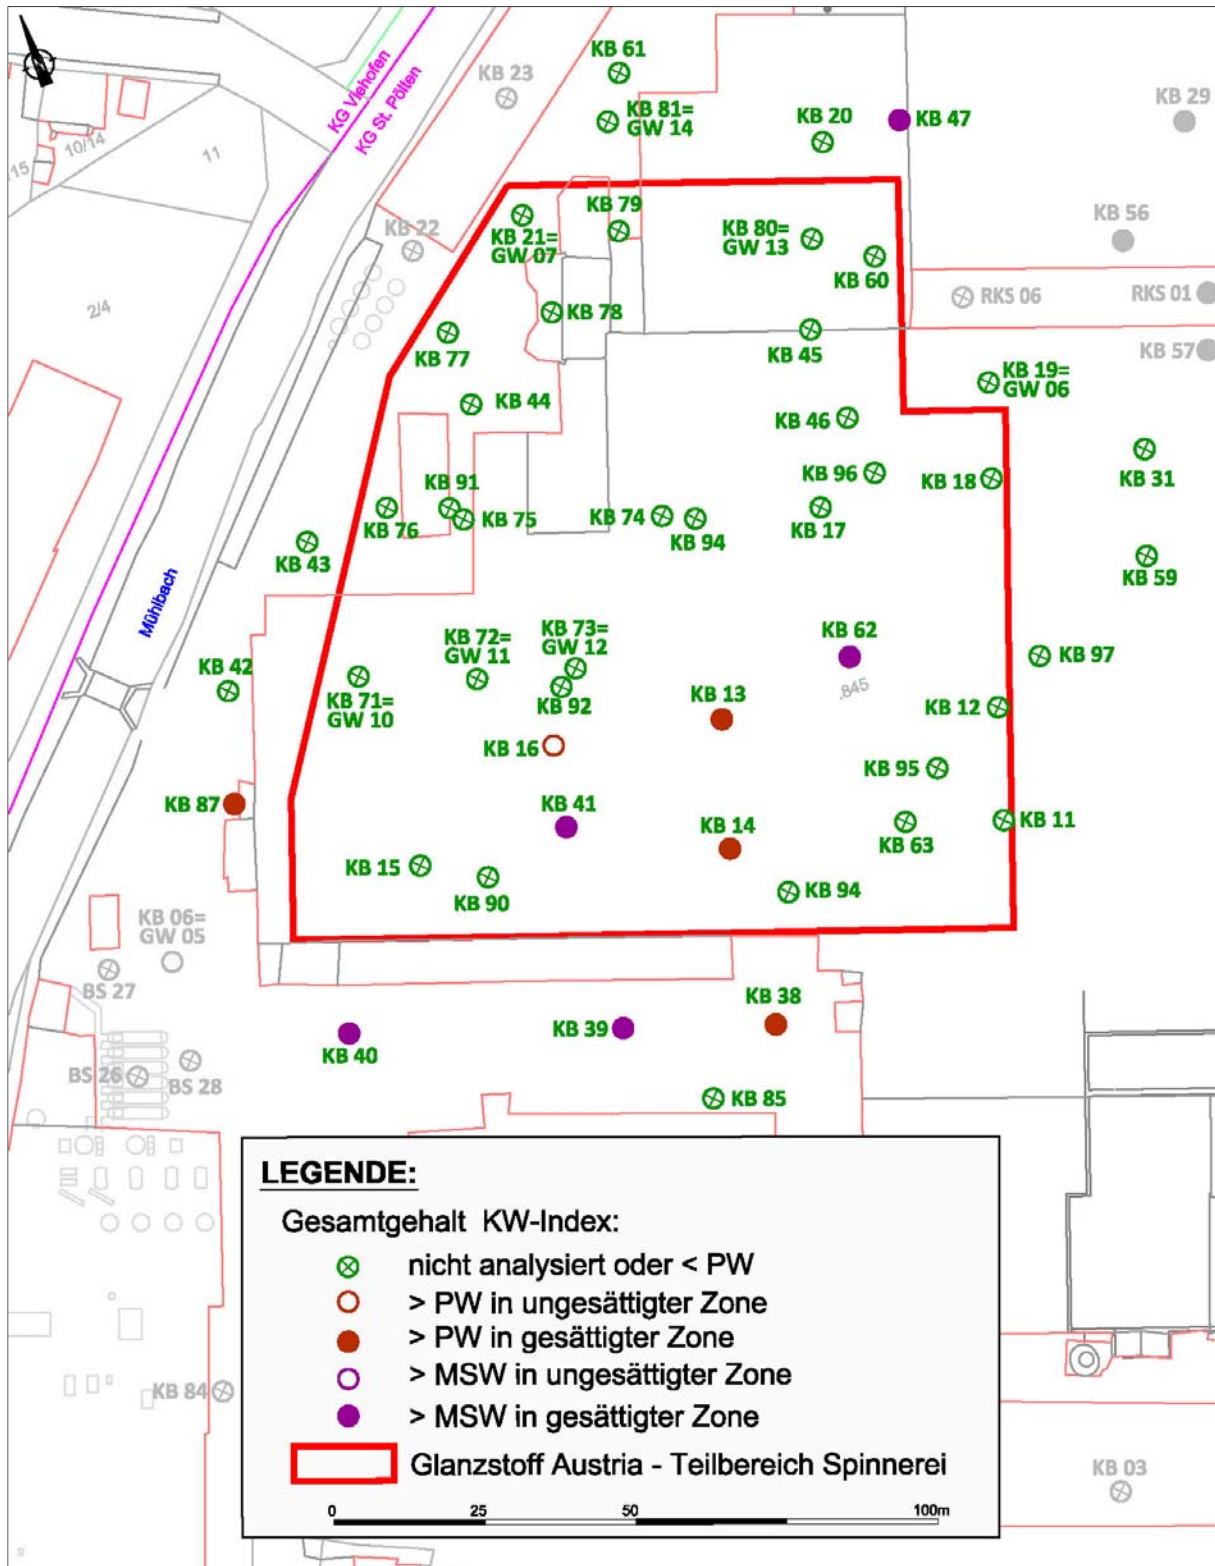 KB 61
KB 23
KG Viehofen
KG St. Pölten
KB 81=
GW 14
KB 20
KB 47
KB 29
10/14
11
KB 22
KB 79
KB 21=
GW 07
KB 80=
GW 13
KB 60
KB 56
RKS 06
RKS 01
2/4
KB 78
KB 77
KB 45
KB 57
KB 19=
GW 06
KB 44
KB 46
KB 31
KB 91
KB 96
KB 18
KB 76
KB 75
KB 74
KB 94
KB 17
KB 43
KB 59
Mühlbach
KB 72=
GW 11
KB 73=
GW 12
KB 62
KB 97
KB 42
KB 71=
GW 10
KB 92
.845
KB 13
KB 12
KB 16
KB 95
KB 87
KB 41
KB 14
KB 63
KB 11
KB 15
KB 90
KB 94
KB 06=
GW 05
BS 27
KB 38
KB 40
KB 39
BS 26
BS 28
KB 85
LEGENDE:
Gesamtgehalt KW-Index:
nicht analysiert oder < PW
> PW in ungesättigter Zone
> PW in gesättigter Zone
> MSW in ungesättigter Zone
> MSW in gesättigter Zone
Glanzstoff Austria - Teilbereich Spinnerei
0 25 50 100m
KB 84
KB 03